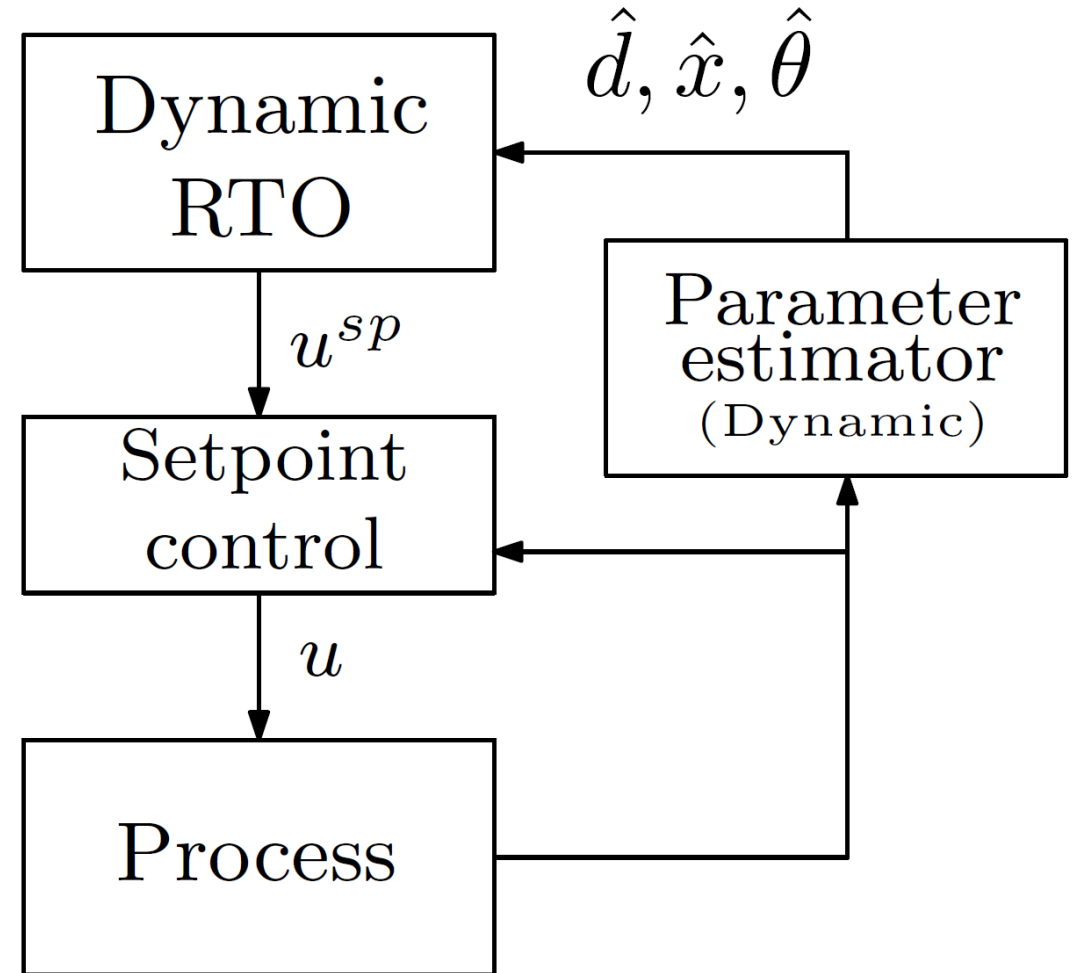 Dynamic
RTO
d̂, x̂, θ̂
Parameter
estimator
(Dynamic)
u^{sp}
Setpoint
control
u
Process